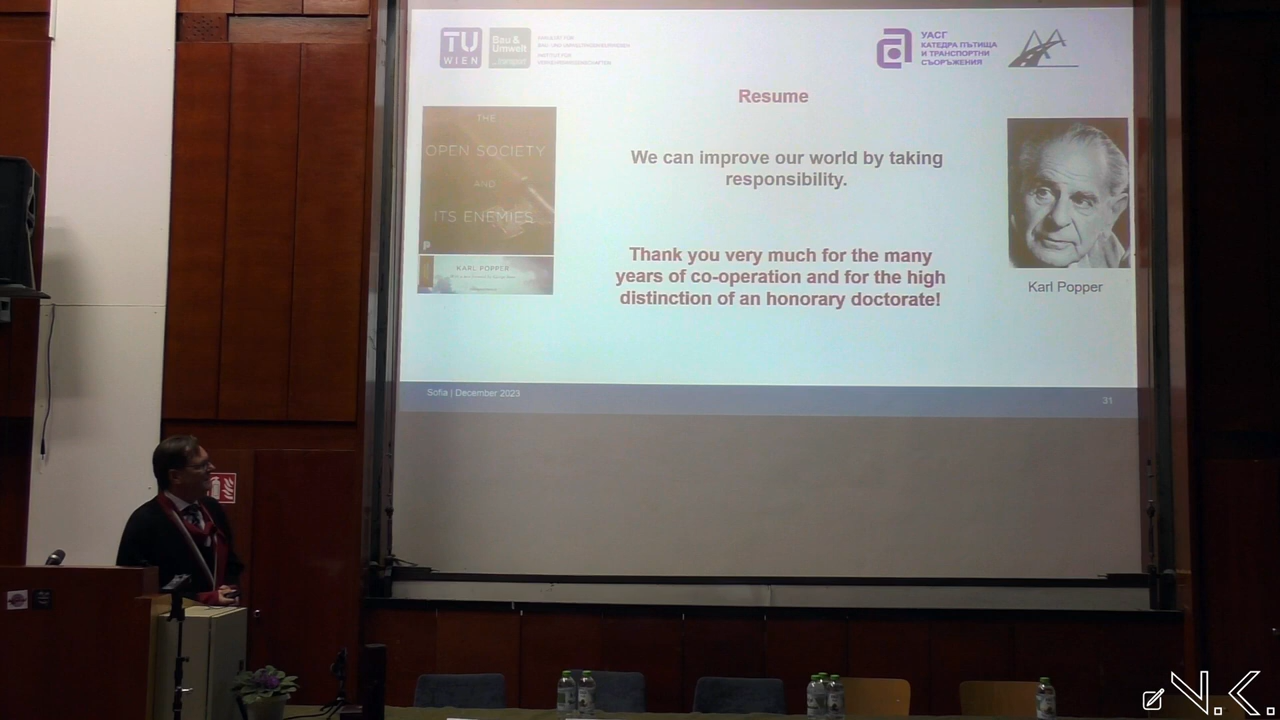 TU
WIEN
Bau &
Umwelt
УАСГ
КАТЕДРА ПЪТИЩА
И ТРАНСПОРТНИ
СЪОРЪЖЕНИЯ
Resume
THE
OPEN SOCIETY
AND
ITS ENEMIES
KARL POPPER
We can improve our world by taking
responsibility.
Thank you very much for the many
years of co-operation and for the high
distinction of an honorary doctorate!
Karl Popper
Sofia | December 2023
31
V.K.